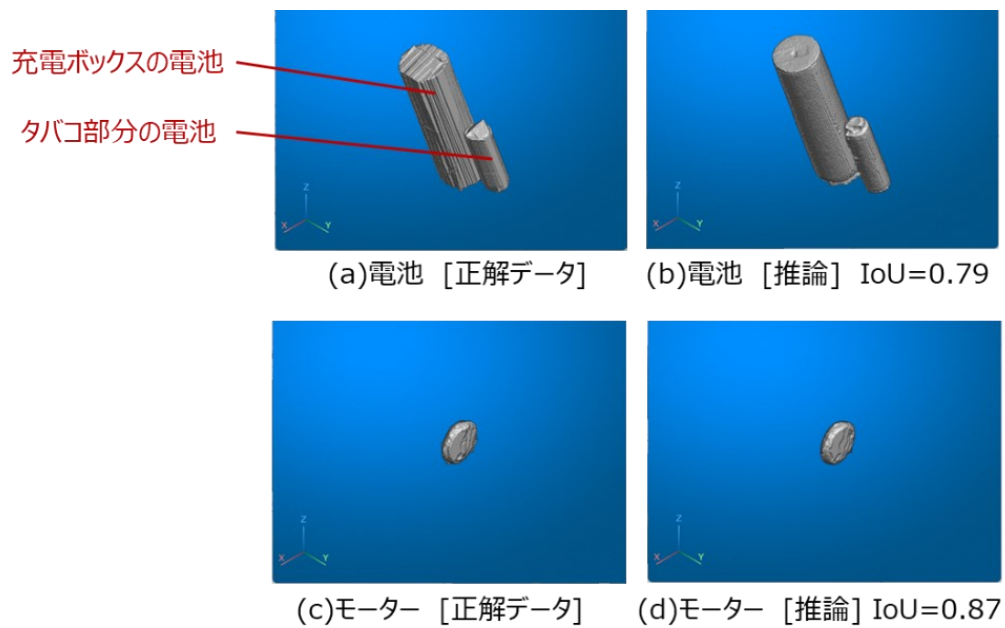 充電ボックスの電池
タバコ部分の電池
Z
X
Y
Z
X
Y
(a)電池 [正解データ]
(b)電池 [推論] IoU=0.79
Z
X
Y
Z
X
Y
(c)モーター [正解データ]
(d)モーター [推論] IoU=0.87